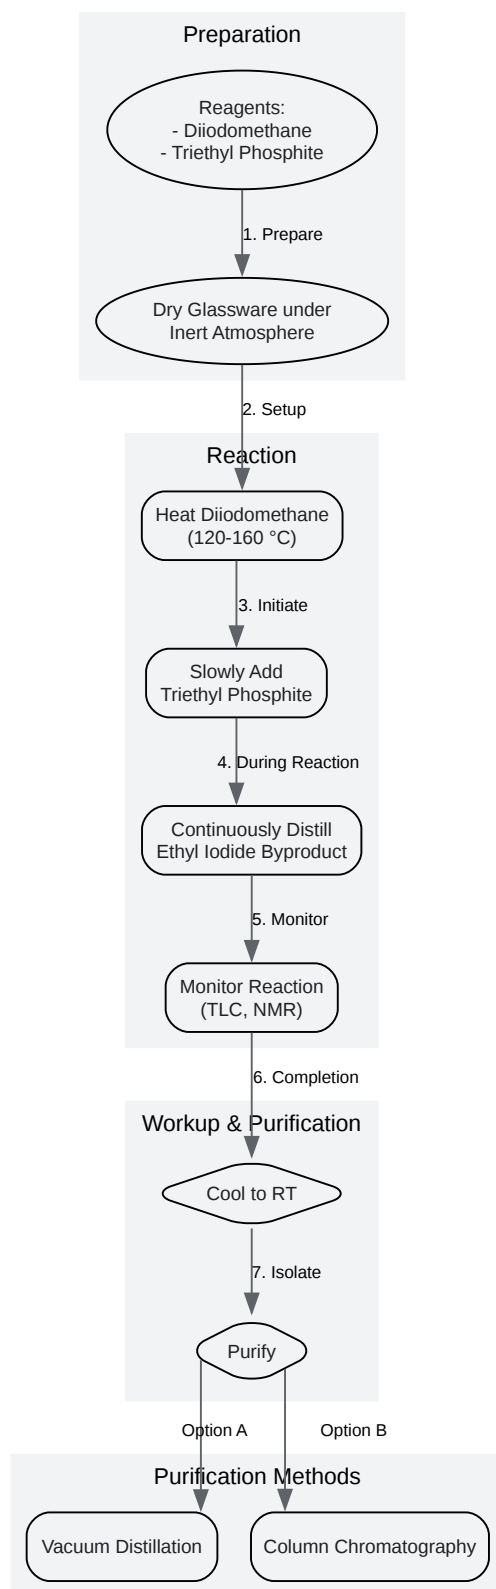 Preparation
Reagents:
- Diiodomethane
- Triethyl Phosphite
1. Prepare
Dry Glassware under
Inert Atmosphere
2. Setup
Reaction
Heat Diiodomethane
(120-160 °C)
3. Initiate
Slowly Add
Triethyl Phosphite
4. During Reaction
Continuously Distill
Ethyl Iodide Byproduct
5. Monitor
Monitor Reaction
(TLC, NMR)
6. Completion
Workup & Purification
Cool to RT
7. Isolate
Purify
Option A
Option B
Purification Methods
Vacuum Distillation
Column Chromatography